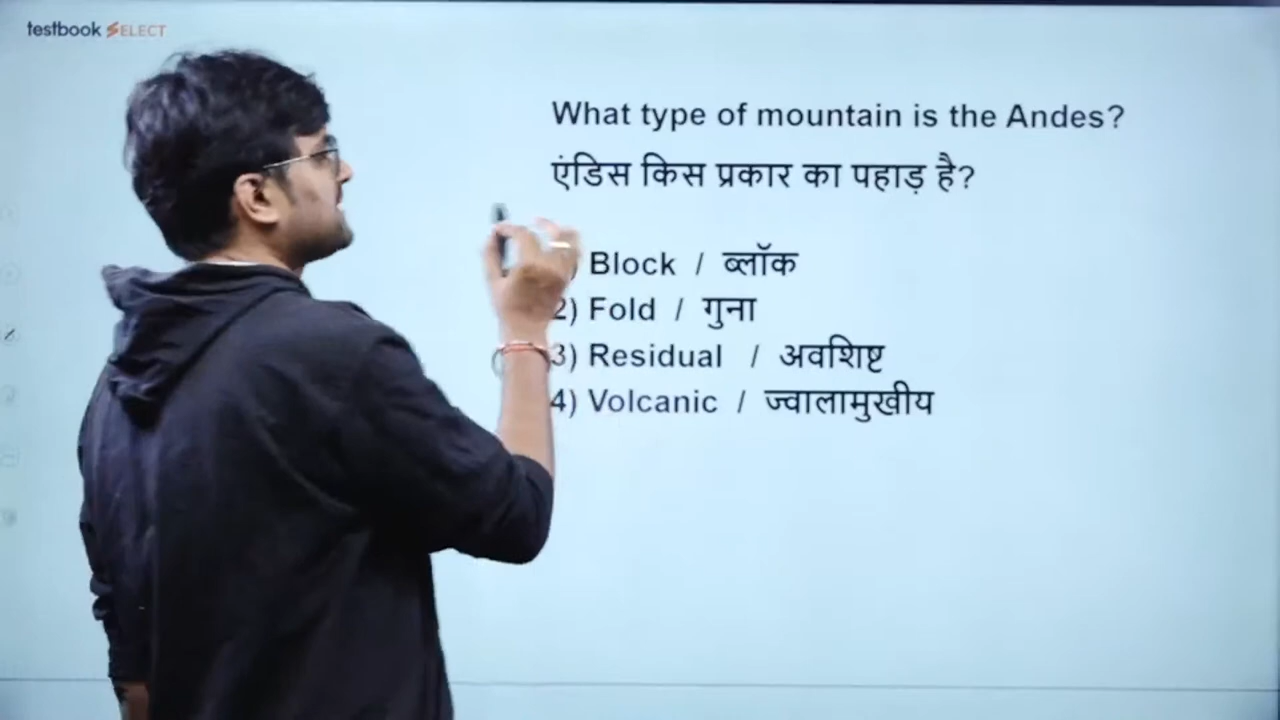 testbook SELECT
What type of mountain is the Andes?
एंडिस किस प्रकार का पहाड़ है?
) Block / ब्लॉक
2) Fold / गुना
3) Residual / अवशिष्ट
4) Volcanic / ज्वालामुखीय